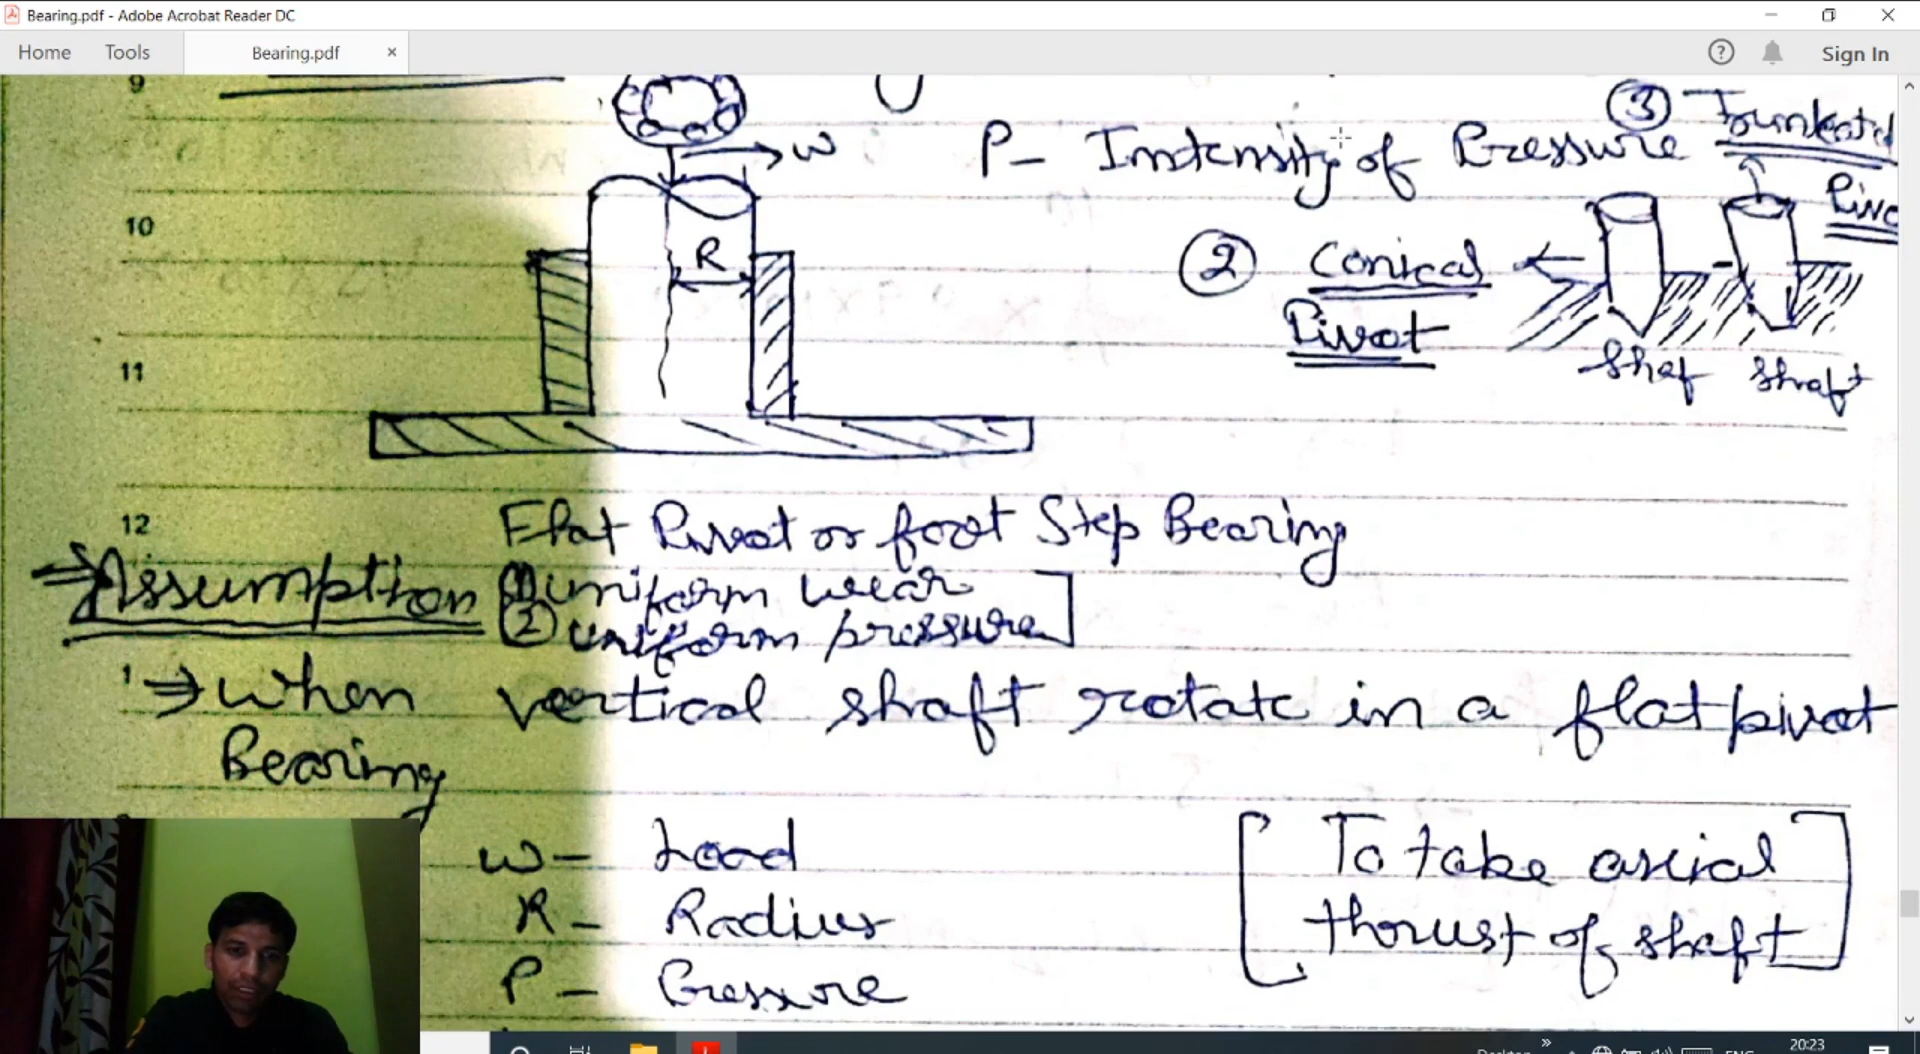 Bearing.pdf - Adobe Acrobat Reader DC
Home Tools Bearing.pdf × Sign In
9
③ Trunkated
W
P - Intensity of Pressure
10
R
② Conical
Pivot
11
Shaf Shaft
12
Flat Pivot or foot Step Bearing
⇒ Assumption ① uniform wear
② uniform pressure
1 ⇒ When vertical shaft rotate in a flat pivot
Bearing
W - Load
R - Radius
P - Pressure
[To take axial
thrust of shaft]
20:23